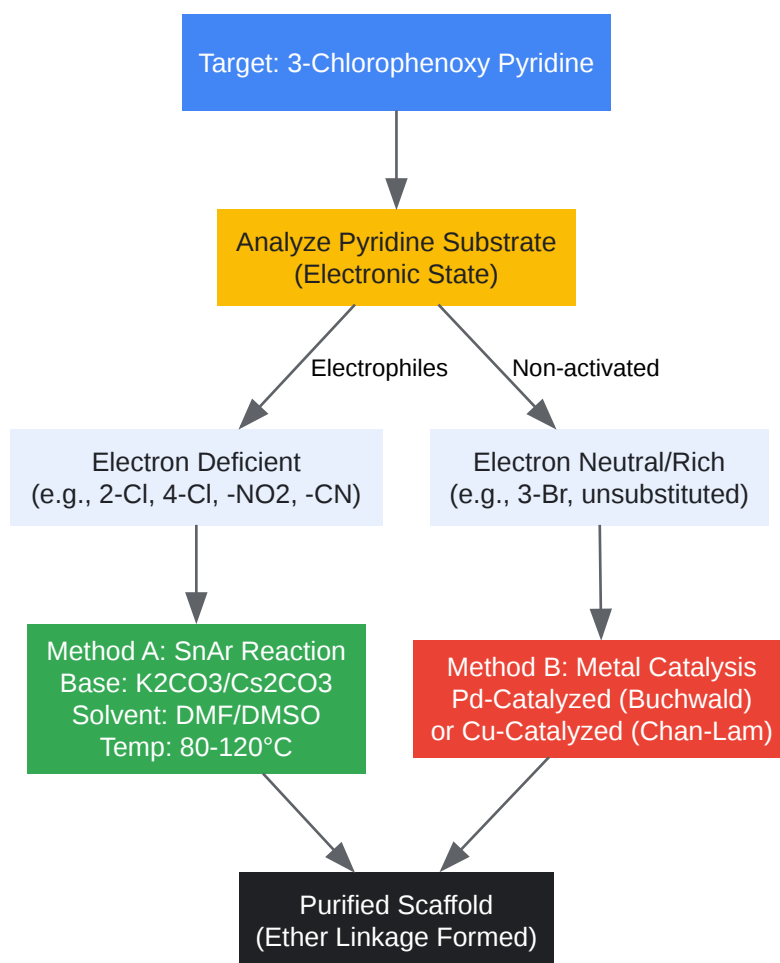 Target: 3-Chlorophenoxy Pyridine
Analyze Pyridine Substrate
(Electronic State)
Electrophiles
Non-activated
Electron Deficient
(e.g., 2-Cl, 4-Cl, -NO2, -CN)
Electron Neutral/Rich
(e.g., 3-Br, unsubstituted)
Method A: SnAr Reaction
Base: K2CO3/Cs2CO3
Solvent: DMF/DMSO
Temp: 80-120°C
Method B: Metal Catalysis
Pd-Catalyzed (Buchwald)
or Cu-Catalyzed (Chan-Lam)
Purified Scaffold
(Ether Linkage Formed)